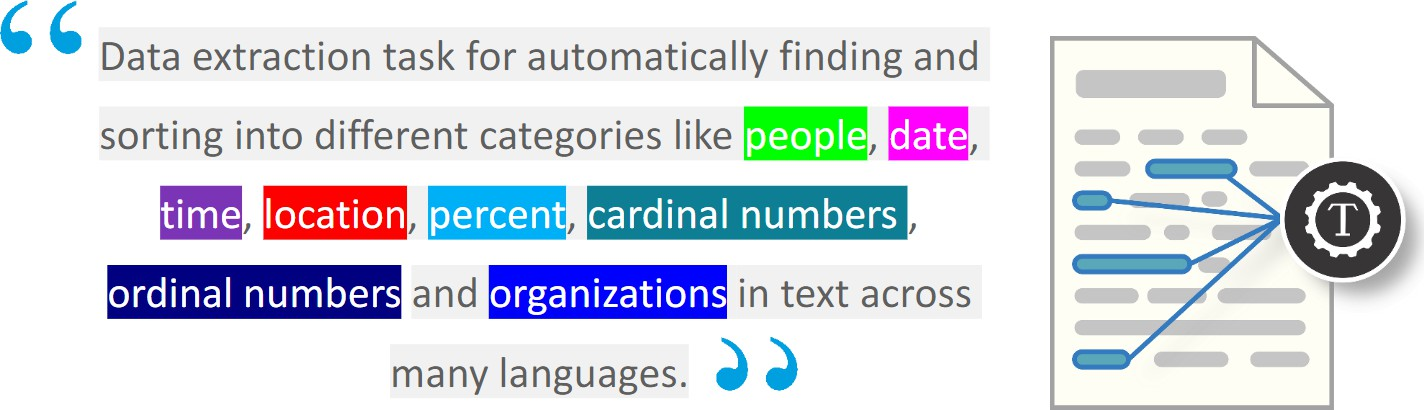 “Data extraction task for automatically finding and
sorting into different categories like people, date,
time, location, percent, cardinal numbers ,
ordinal numbers and organizations in text across
many languages. ”
T